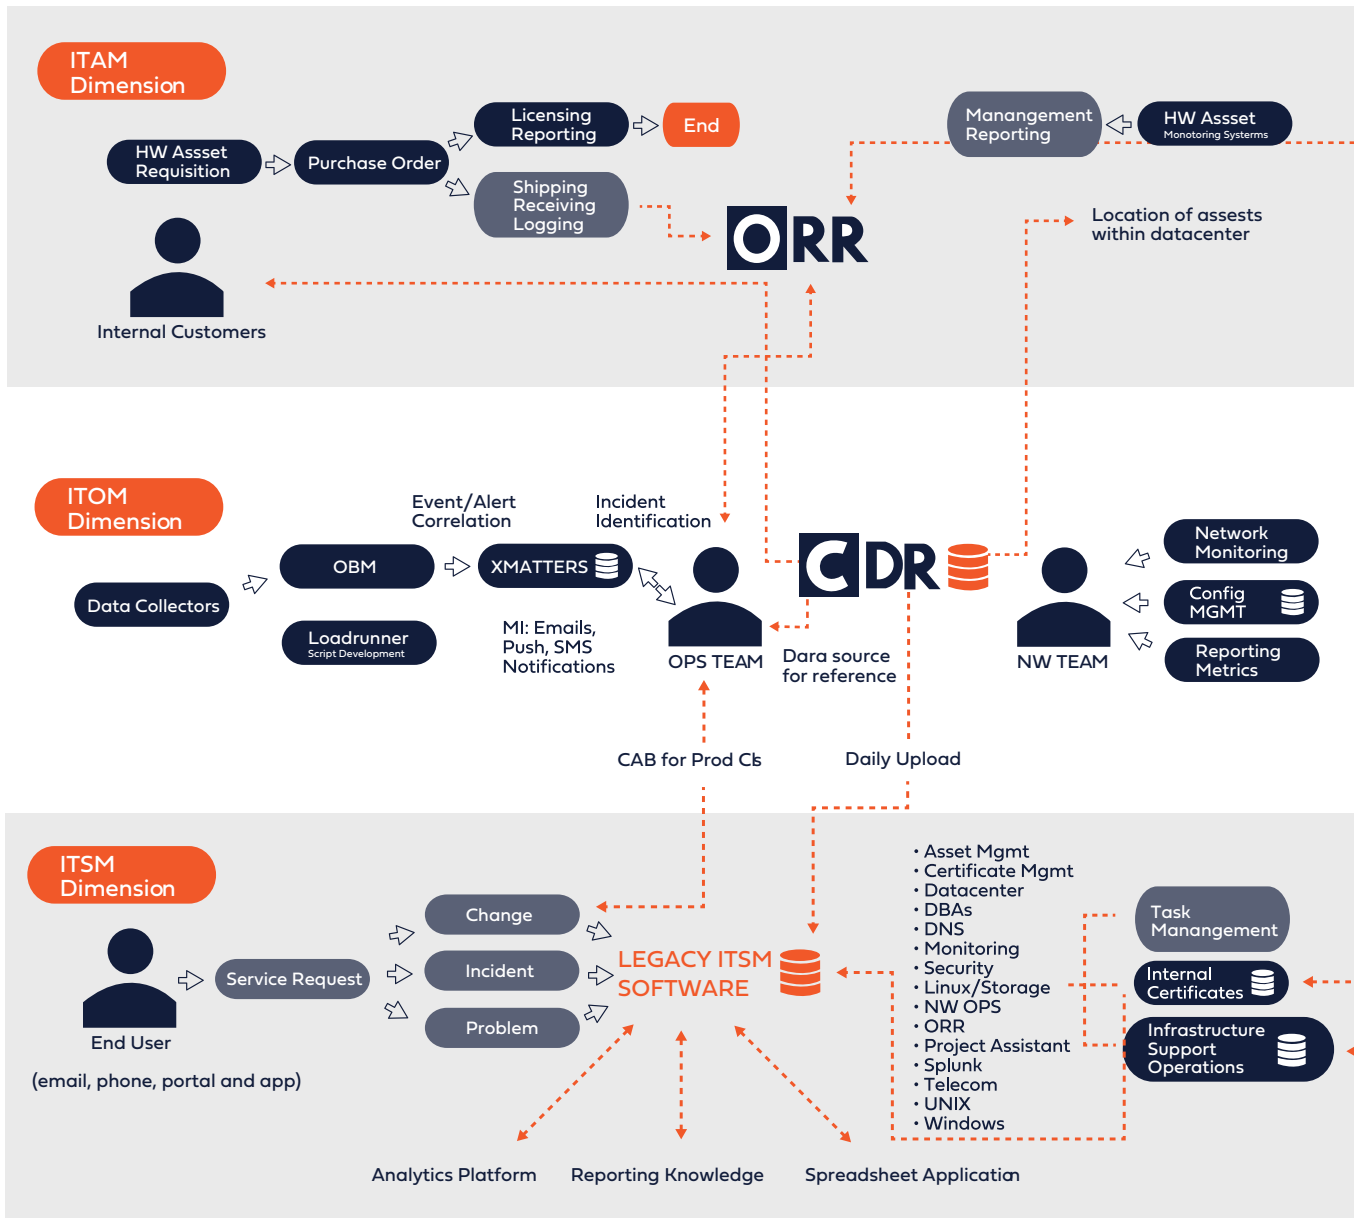 ITAM
Dimension
HW Assset
Requisition
Purchase Order
Licensing
Reporting
End
Shipping
Receiving
Logging
Manangement
Reporting
HW Assset
Monotoring Systerms
ORR
Location of assests
within datacenter
Internal Customers
ITOM
Dimension
Data Collectors
OBM
Loadrunner
Script Development
Event/Alert
Correlation
XMATTERS
MI: Emails,
Push, SMS
Notifications
Incident
Identification
OPS TEAM
CDR
Dara source
for reference
NW TEAM
Network
Monitoring
Config
MGMT
Reporting
Metrics
CAB for Prod CIs
Daily Upload
ITSM
Dimension
End User
(email, phone, portal and app)
Service Request
Change
Incident
Problem
LEGACY ITSM
SOFTWARE
• Asset Mgmt
• Certificate Mgmt
• Datacenter
• DBAs
• DNS
• Monitoring
• Security
• Linux/Storage
• NW OPS
• ORR
• Project Assistant
• Splunk
• Telecom
• UNIX
• Windows
Task
Manangement
Internal
Certificates
Infrastructure
Support
Operations
Analytics Platform
Reporting Knowledge
Spreadsheet Application